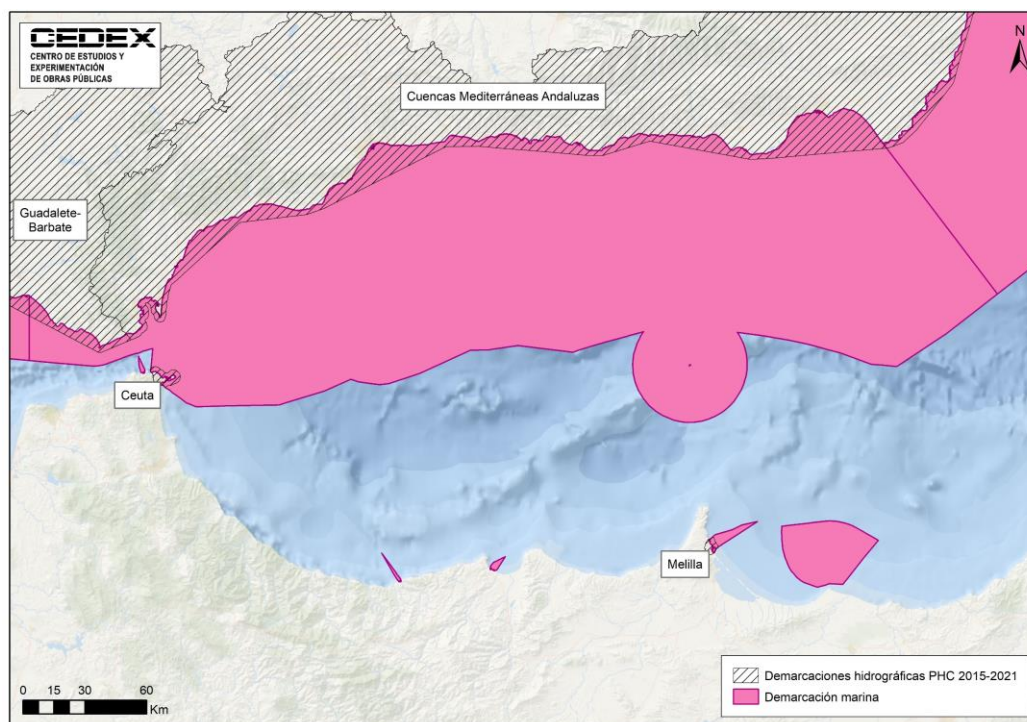 CEDEX
CENTRO DE ESTUDIOS Y
EXPERIMENTACIÓN
DE OBRAS PÚBLICAS
N
Cuencas Mediterráneas Andaluzas
Guadalete-
Barbate
Ceuta
Melilla
0 15 30 60
Km
Demarcaciones hidrográficas PHC 2015-2021
Demarcación marina